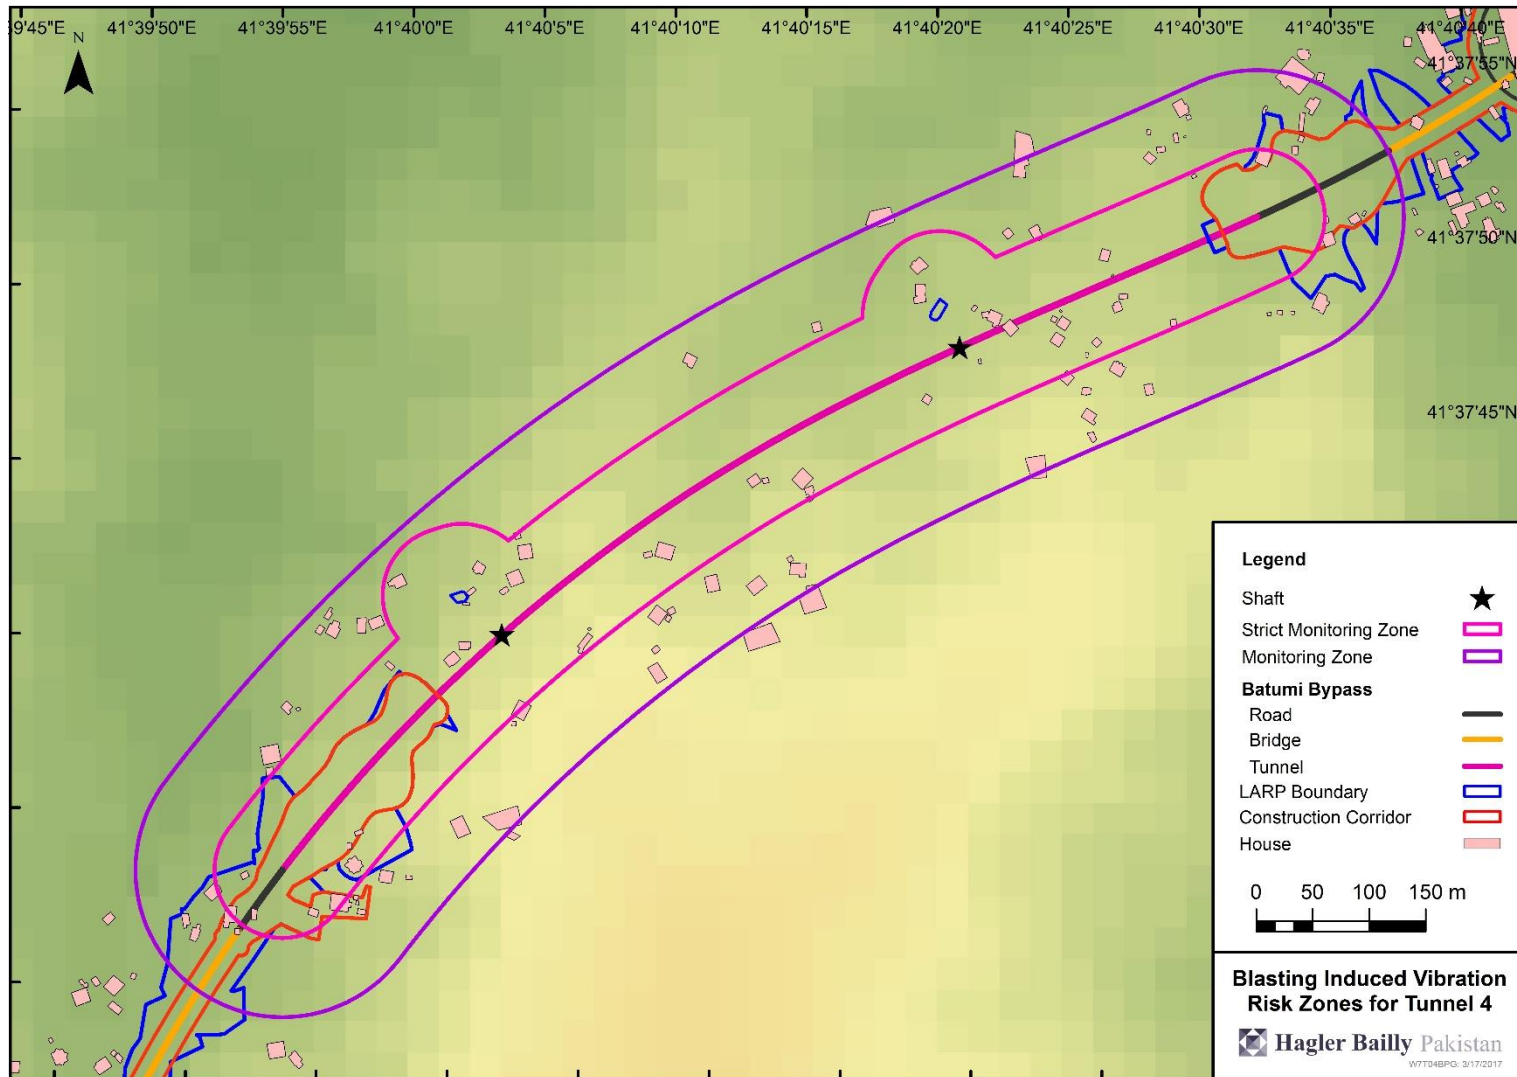 9'45"E 41°39'50"E 41°39'55"E 41°40'0"E 41°40'5"E 41°40'10"E 41°40'15"E 41°40'20"E 41°40'25"E 41°40'30"E 41°40'35"E 41°40'40"E
N
41°37'55"N
41°37'50"N
41°37'45"N
Legend
Shaft
Strict Monitoring Zone
Monitoring Zone
Batumi Bypass
Road
Bridge
Tunnel
LARP Boundary
Construction Corridor
House
0 50 100 150 m
Blasting Induced Vibration
Risk Zones for Tunnel 4
Hagler Bailly Pakistan
W7T04BPG: 3/17/2017